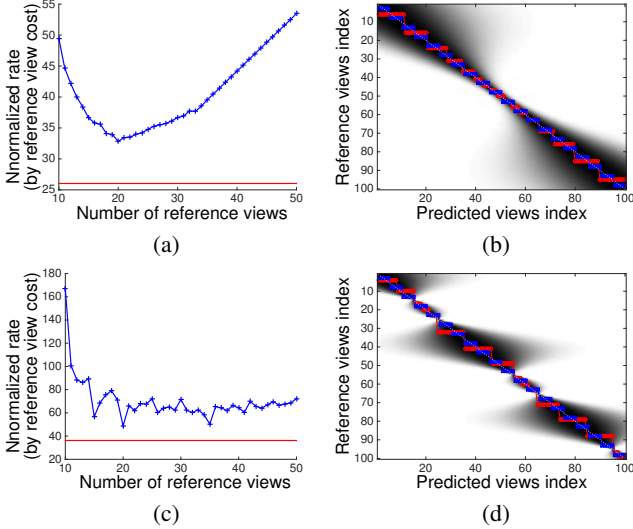 55
50
45
40
35
30
25
10 20 30 40 50
Nnormalized rate
(by reference view cost)
Number of reference views
(a)
10
20
30
40
50
60
70
80
90
100
20 40 60 80 100
Reference views index
Predicted views index
(b)
180
160
140
120
100
80
60
40
20
10 20 30 40 50
Nnormalized rate
(by reference view cost)
Number of reference views
(c)
10
20
30
40
50
60
70
80
90
100
20 40 60 80 100
Reference views index
Predicted views index
(d)